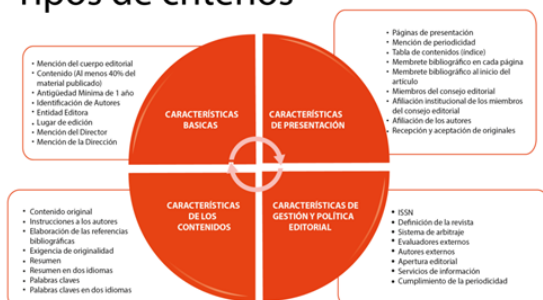 Tipos de criterios
• Mención del cuerpo editorial
• Contenido (Al menos 40% del
material publicado)
• Antigüedad Mínima de 1 año
• Identificación de Autores
• Entidad Editora
• Lugar de edición
• Mención del Director
• Mención de la Dirección
CARACTERÍSTICAS
BASICAS
CARACTERÍSTICAS
DE PRESENTACIÓN
• Páginas de presentación
• Mención de periodicidad
• Tabla de contenidos (índice)
• Membrete bibliográfico en cada página
• Membrete bibliográfico al inicio del
artículo
• Miembros del consejo editorial
• Afiliación institucional de los miembros
del consejo editorial
• Afiliación de los autores
• Recepción y aceptación de originales
• Contenido original
• Instrucciones a los autores
• Elaboración de las referencias
bibliográficas
• Exigencia de originalidad
• Resumen
• Resumen en dos idiomas
• Palabras claves
• Palabras claves en dos idiomas
CARACTERÍSTICAS
DE LOS
CONTENIDOS
CARACTERÍSTICAS DE
GESTIÓN Y POLÍTICA
EDITORIAL
• ISSN
• Definición de la revista
• Sistema de arbitraje
• Evaluadores externos
• Autores externos
• Apertura editorial
• Servicios de información
• Cumplimiento de la periodicidad